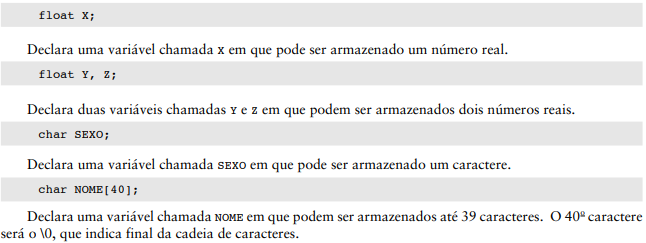 float X;
Declara uma variável chamada X em que pode ser armazenado um número real.
float Y, Z;
Declara duas variáveis chamadas Y e Z em que podem ser armazenados dois números reais.
char SEXO;
Declara uma variável chamada SEXO em que pode ser armazenado um caractere.
char NOME[40];
Declara uma variável chamada NOME em que podem ser armazenados até 39 caracteres. O 40º caractere
será o \0, que indica final da cadeia de caracteres.